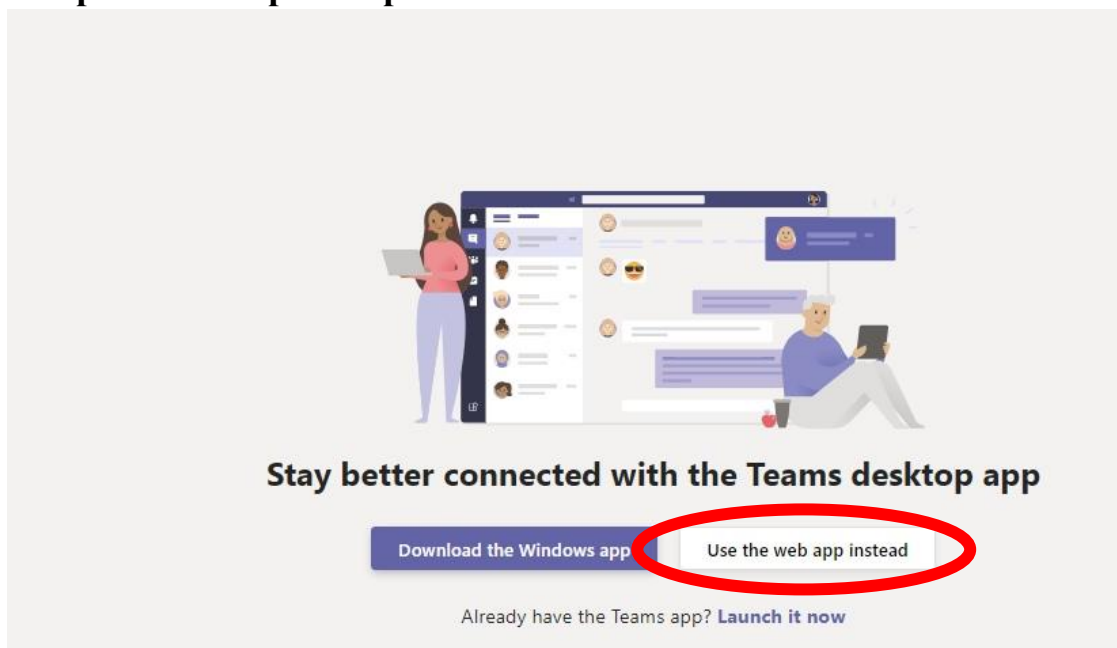 Stay better connected with the Teams desktop app
Download the Windows app
Use the web app instead
Already have the Teams app? Launch it now